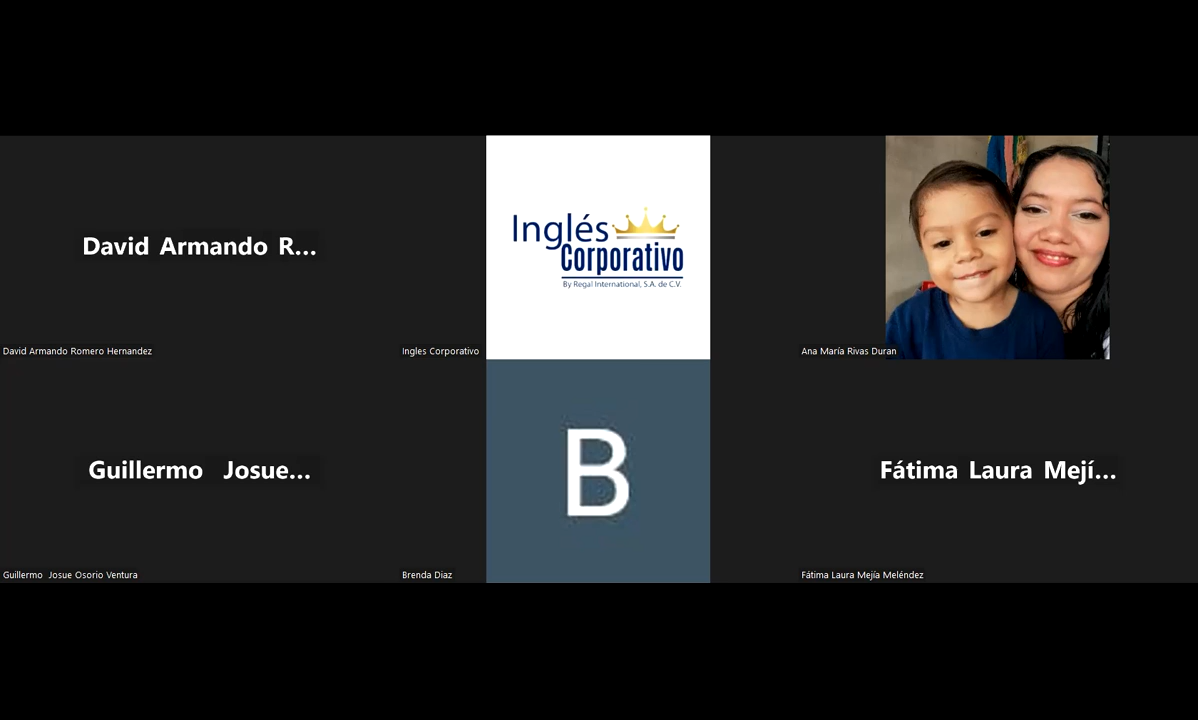 David Armando R...
David Armando Romero Hernandez
Inglés
Corporativo
By Regal International, S.A. de C.V.
Ingles Corporativo
Ana María Rivas Duran
Guillermo Josue...
Guillermo Josue Osorio Ventura
B
Brenda Diaz
Fátima Laura Mejí...
Fátima Laura Mejía Meléndez